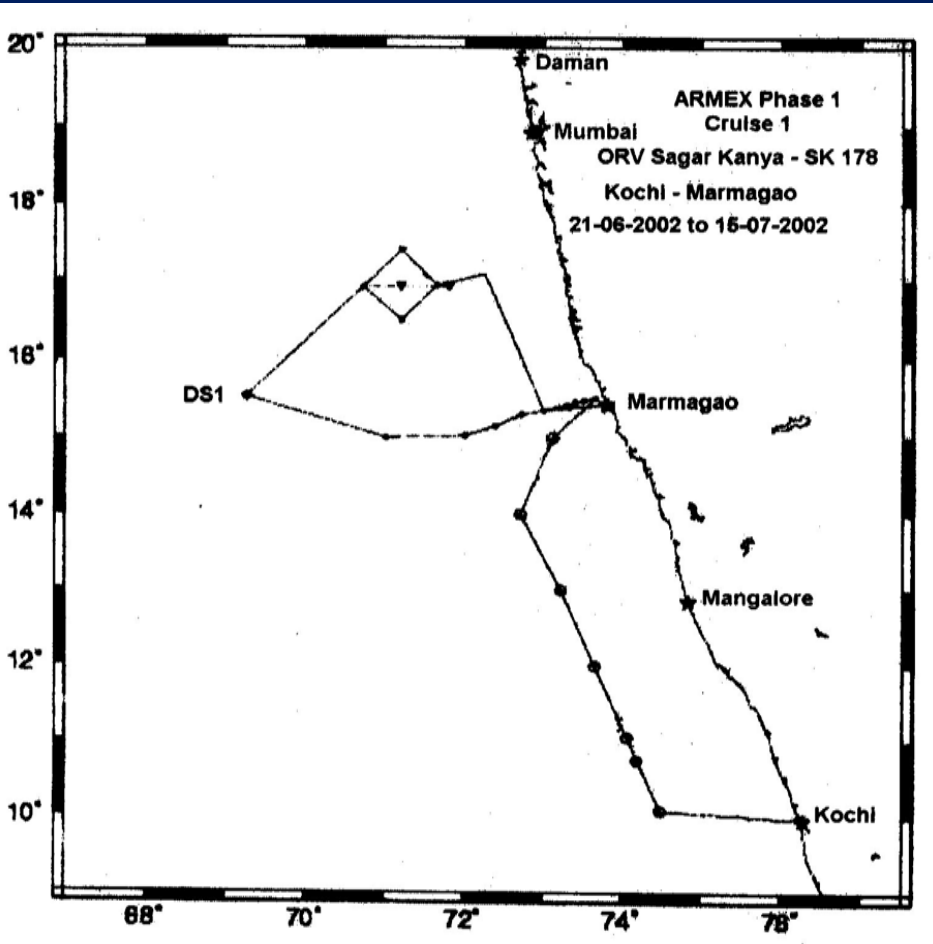 20°
Daman
ARMEX Phase 1
Cruise 1
Mumbai
ORV Sagar Kanya - SK 178
18°
Kochi - Marmagao
21-06-2002 to 15-07-2002
16°
DS1
Marmagao
14°
Mangalore
12°
10°
Kochi
68°
70°
72°
74°
76°